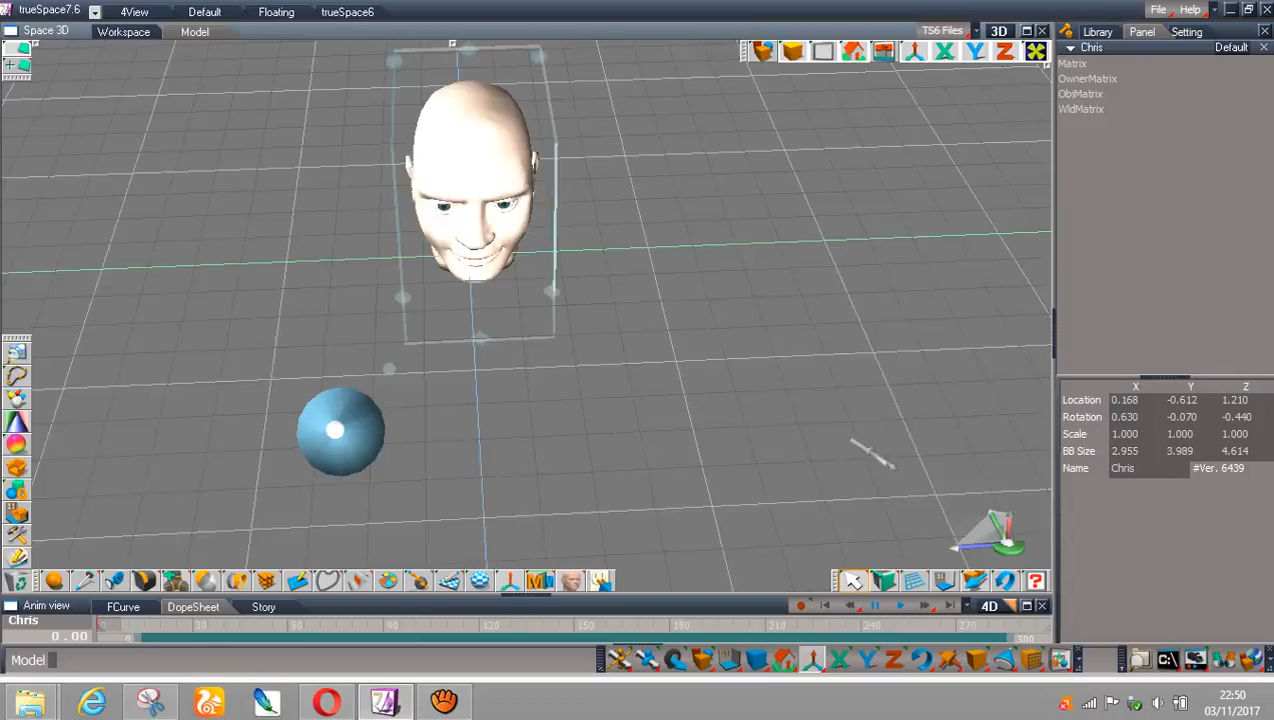 trueSpace7.6 4View Default Floating trueSpace6 File Help
Space 3D Workspace Model TS6 Files 3D Library Panel Setting
Chris Default
Matrix
OwnerMatrix
ObjMatrix
WldMatrix
X Y Z
Location 0.168 -0.612 1.210
Rotation 0.630 -0.070 -0.440
Scale 1.000 1.000 1.000
BB Size 2.955 3.989 4.614
Name Chris #Ver. 6439
Anim view FCurve DopeSheet Story 4D
Chris 0 30 60 90 120 150 180 210 240 270
0.00 0 300
Model
22:50
03/11/2017